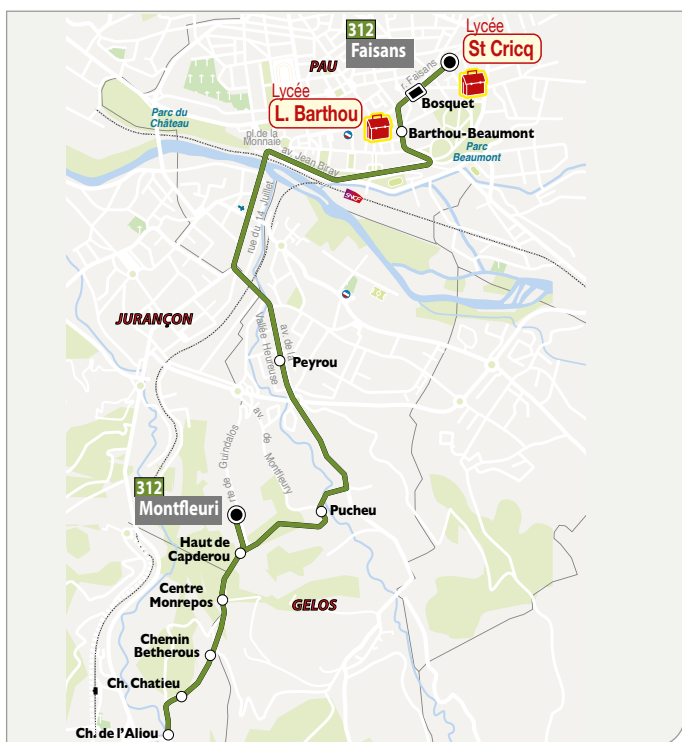 312
Faisans
Lycée
St Cricq
PAU
r. Faisans
Lycée
L. Barthou
Bosquet
Parc du
Château
pl.de la
Monnaie
Barthou-Beaumont
Parc
Beaumont
av. Jean Biray
SNCF
rue du 14 Juillet
JURANÇON
av. de la
Vallée Heureuse
Peyrou
rte de Guindalos
av. de Montfleury
312
Montfleuri
Pucheu
Haut de
Capderou
Centre
Monrepos
GELOS
Chemin
Betherous
Ch. Chatieu
Ch. de l'Aliou